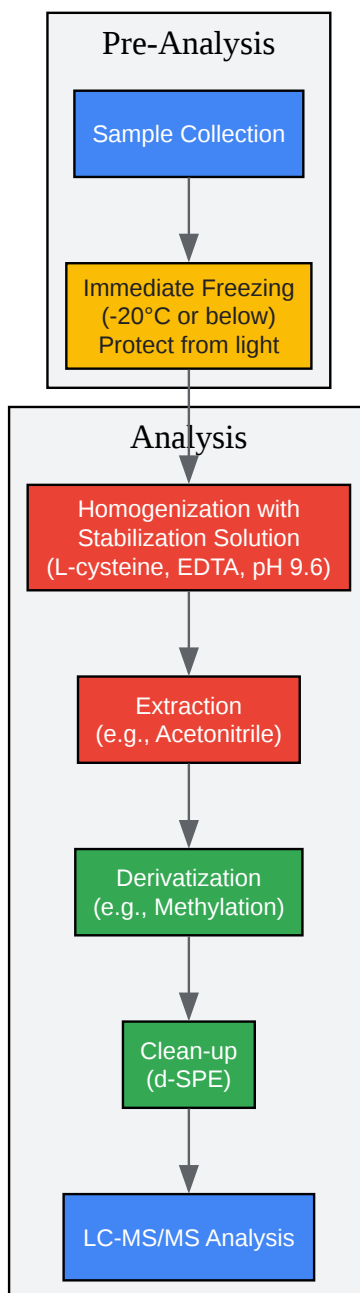 Pre-Analysis
Sample Collection
Immediate Freezing
(-20°C or below)
Protect from light
Analysis
Homogenization with
Stabilization Solution
(L-cysteine, EDTA, pH 9.6)
Extraction
(e.g., Acetonitrile)
Derivatization
(e.g., Methylation)
Clean-up
(d-SPE)
LC-MS/MS Analysis